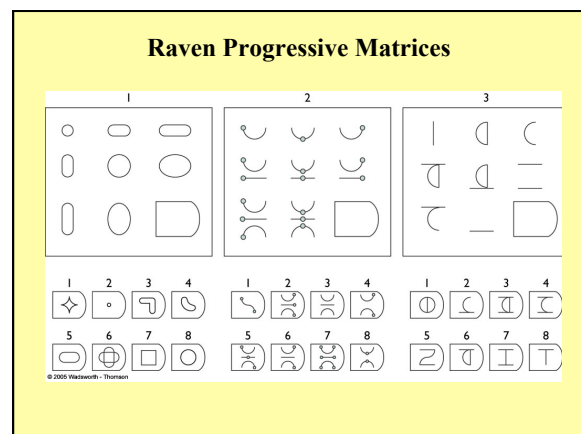 Raven Progressive Matrices
1 2 3
1 2 3 4 1 2 3 4 1 2 3 4
5 6 7 8 5 6 7 8 5 6 7 8
© 2005 Wadsworth - Thomson